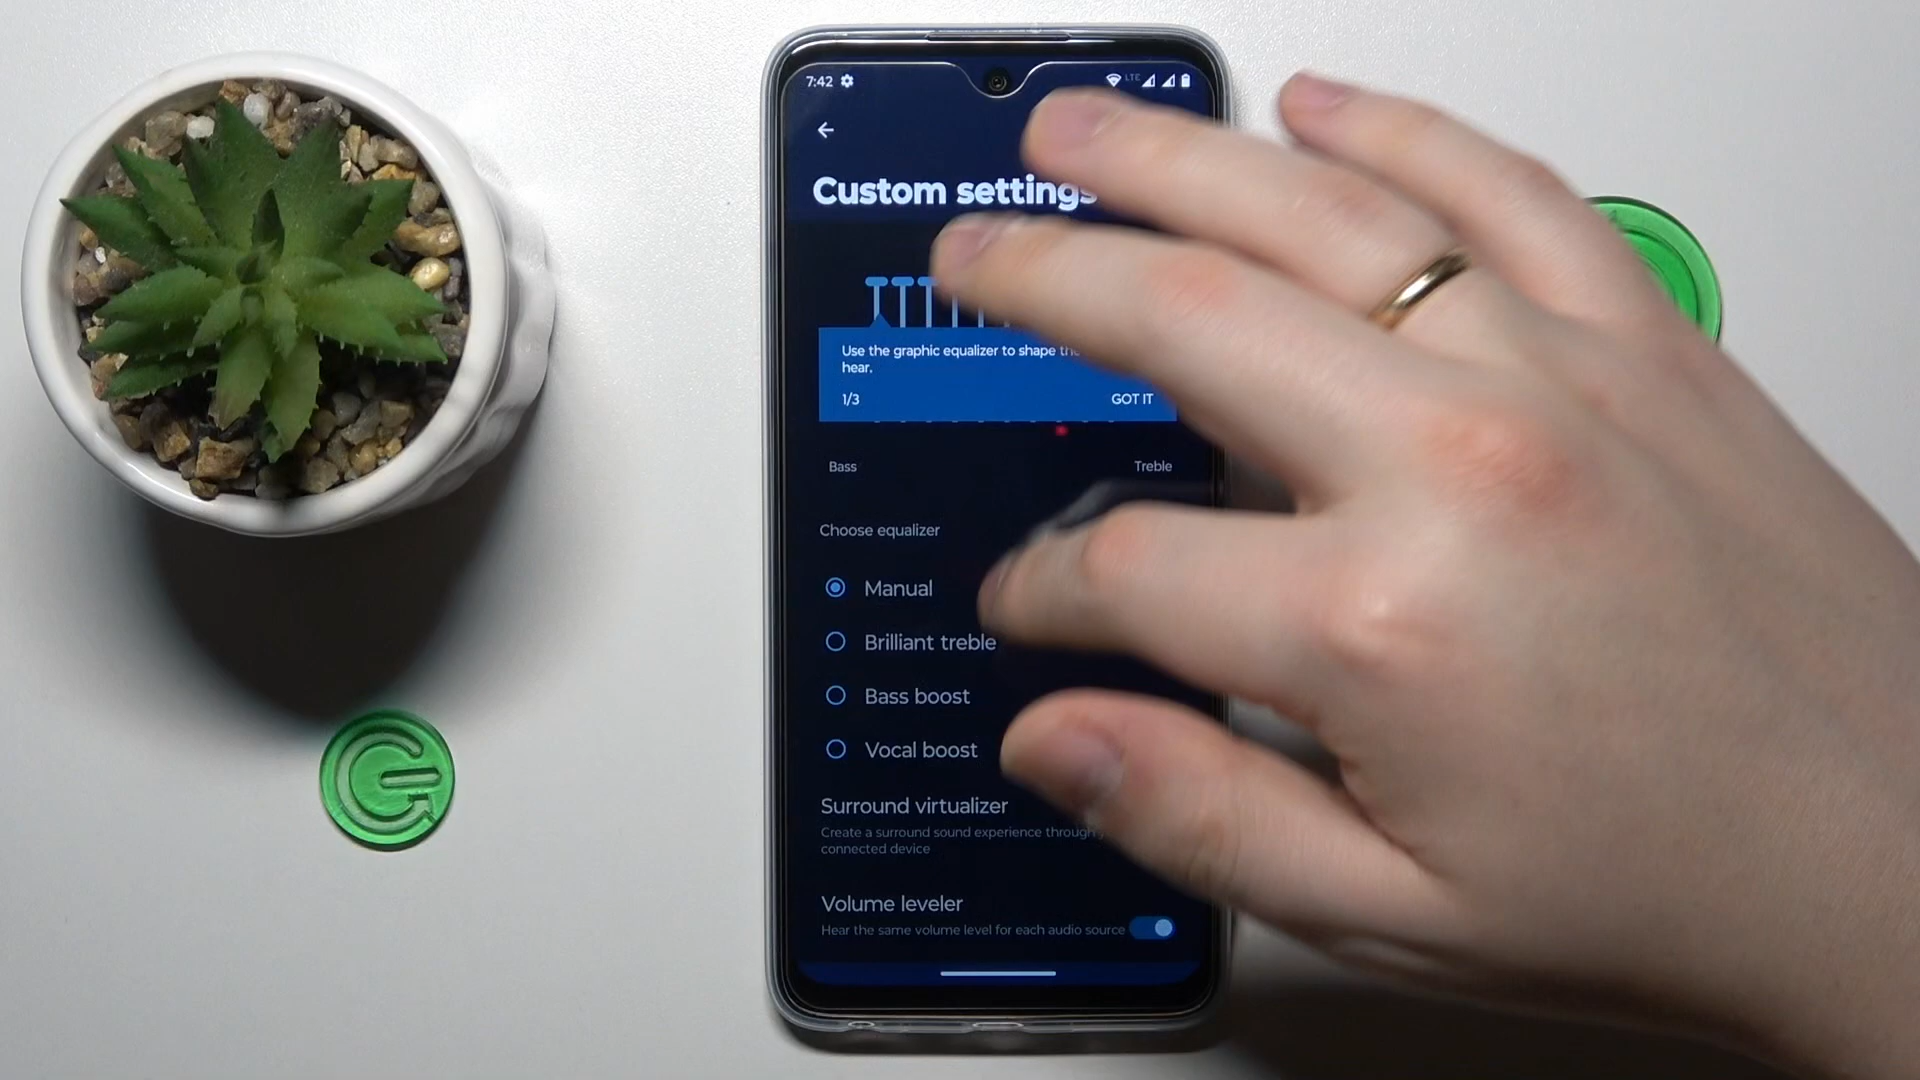 7:42 LTE
Custom settings
Use the graphic equalizer to shape
hear.
1/3 GOT IT
Bass Treble
Choose equalizer
Manual
Brilliant treble
Bass boost
Vocal boost
Surround virtualizer
Create a surround sound experience through
connected device
Volume leveler
Hear the same volume level for each audio source